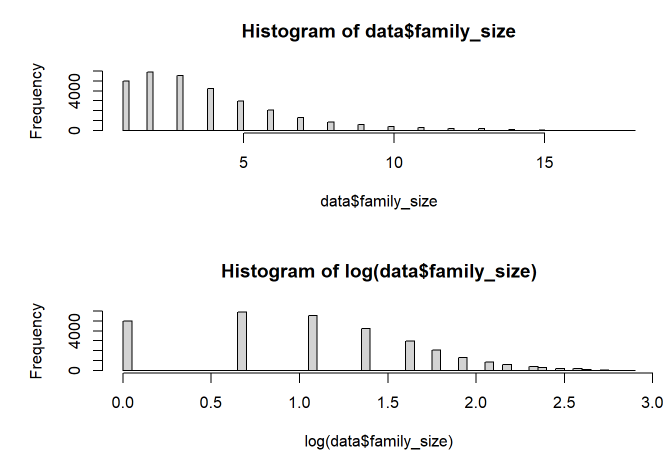 Histogram of data$family_size
Frequency
0 4000
5 10 15
data$family_size
Histogram of log(data$family_size)
Frequency
0 4000
0.0 0.5 1.0 1.5 2.0 2.5 3.0
log(data$family_size)